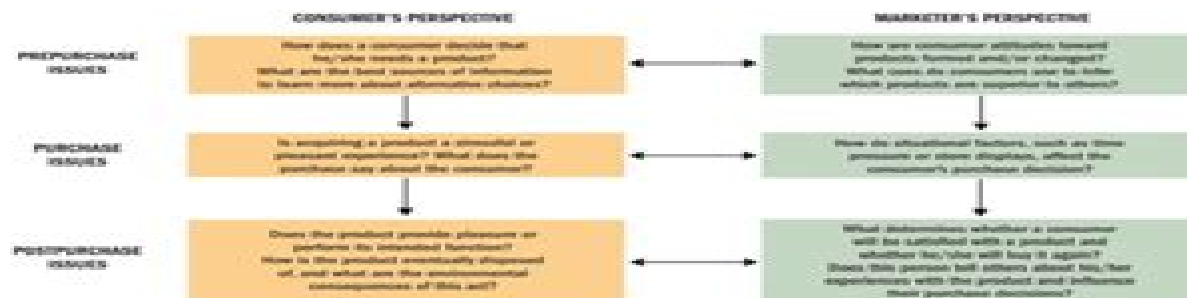 CONSUMER'S PERSPECTIVE
MARKETER'S PERSPECTIVE
PREPURCHASE
ISSUES
How does a consumer decide that
he/she needs a product?
What are the best sources of information
to learn more about alternative choices?
How are consumer attitudes toward
products formed and/or changed?
What cues do consumers use to infer
which products are superior to others?
PURCHASE
ISSUES
Is acquiring a product a stressful or
pleasant experience? What does the
purchase say about the consumer?
How do situational factors, such as time
pressure or store displays, affect the
consumer's purchase decision?
POSTPURCHASE
ISSUES
Does the product provide pleasure or
perform its intended function?
How is the product eventually disposed
of, and what are the environmental
consequences of this act?
What determines whether a consumer
will be satisfied with a product and
whether he/she will buy it again?
Does this person tell others about his/her
experiences with the product and influence
their purchase decisions?